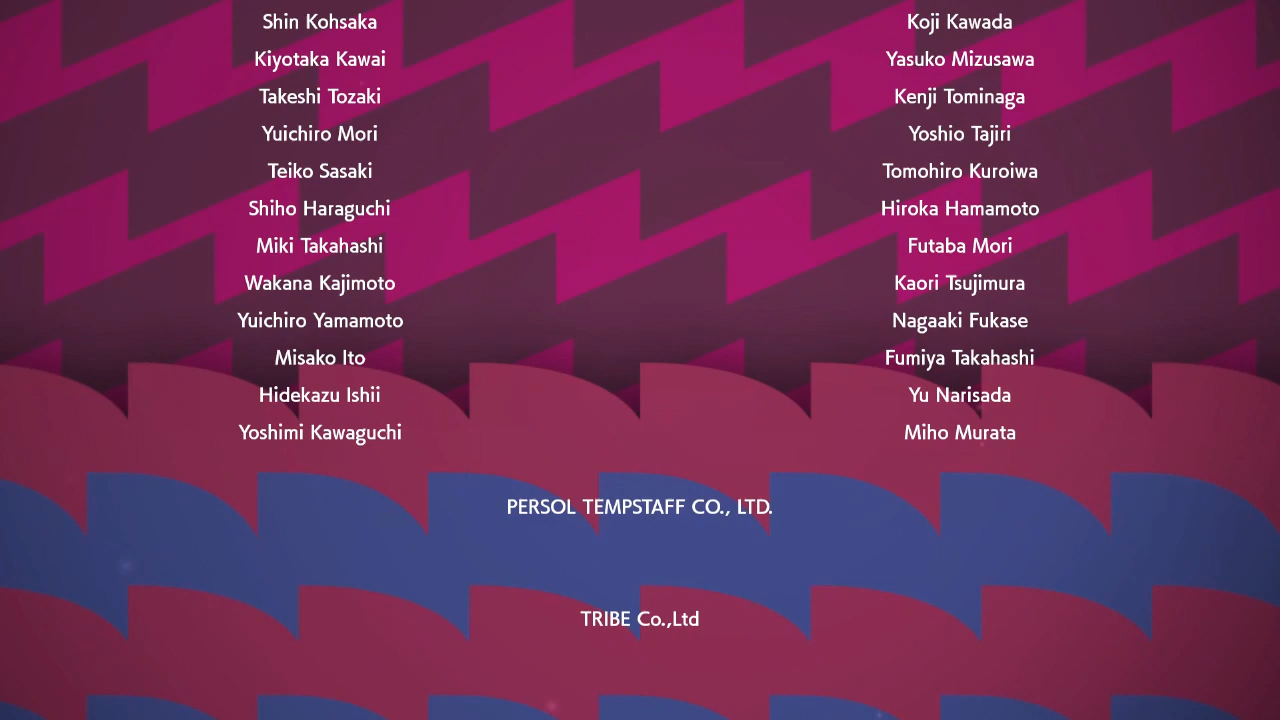 Shin Kohsaka
Koji Kawada
Kiyotaka Kawai
Yasuko Mizusawa
Takeshi Tozaki
Kenji Tominaga
Yuichiro Mori
Yoshio Tajiri
Teiko Sasaki
Tomohiro Kuroiwa
Shiho Haraguchi
Hiroka Hamamoto
Miki Takahashi
Futaba Mori
Wakana Kajimoto
Kaori Tsujimura
Yuichiro Yamamoto
Nagaaki Fukase
Misako Ito
Fumiya Takahashi
Hidekazu Ishii
Yu Narisada
Yoshimi Kawaguchi
Miho Murata
PERSOL TEMPSTAFF CO., LTD.
TRIBE Co.,Ltd